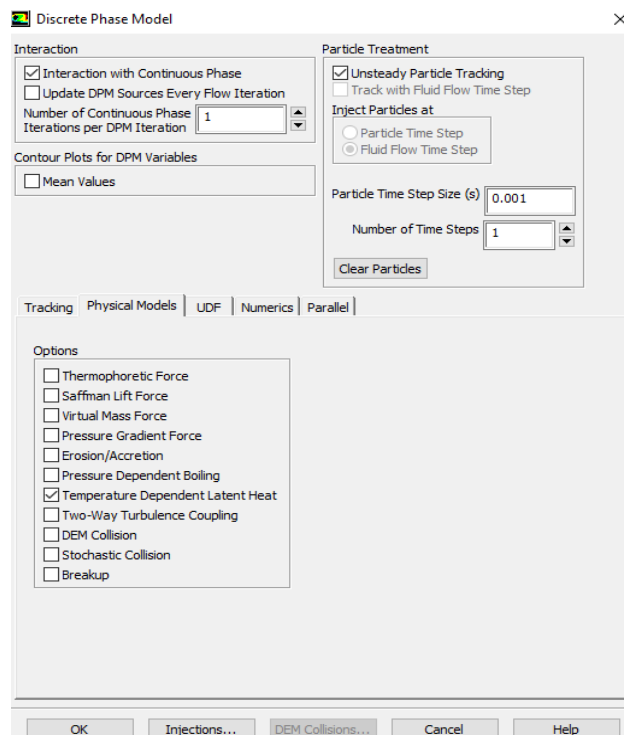 Discrete Phase Model
Interaction
Interaction with Continuous Phase
Update DPM Sources Every Flow Iteration
Number of Continuous Phase
Iterations per DPM Iteration
1
Contour Plots for DPM Variables
Mean Values
Particle Treatment
Unsteady Particle Tracking
Track with Fluid Flow Time Step
Inject Particles at
Particle Time Step
Fluid Flow Time Step
Particle Time Step Size (s)
0.001
Number of Time Steps
1
Clear Particles
Tracking
Physical Models
UDF
Numerics
Parallel
Options
Thermophoretic Force
Saffman Lift Force
Virtual Mass Force
Pressure Gradient Force
Erosion/Accretion
Pressure Dependent Boiling
Temperature Dependent Latent Heat
Two-Way Turbulence Coupling
DEM Collision
Stochastic Collision
Breakup
OK
Injections...
DEM Collisions...
Cancel
Help